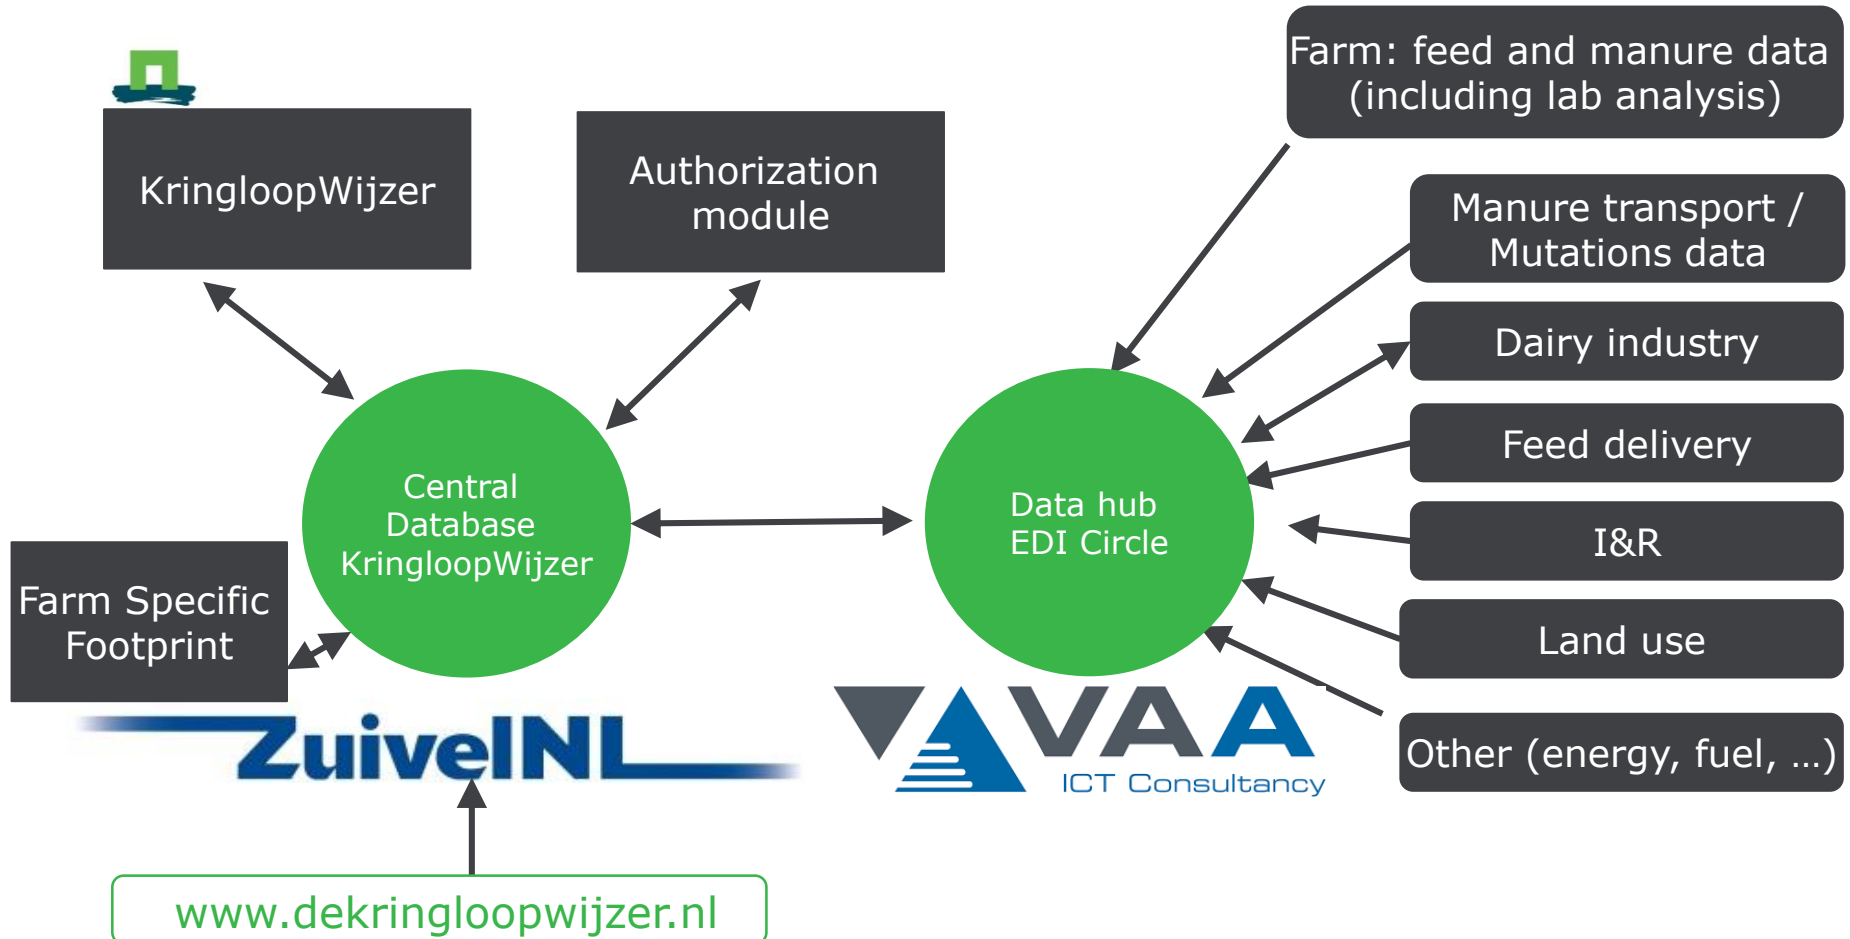 Farm: feed and manure data
(including lab analysis)
KringloopWijzer
Authorization
module
Manure transport /
Mutations data
Dairy industry
Feed delivery
I&R
Land use
Other (energy, fuel, ...)
Central
Database
KringloopWijzer
Data hub
EDI Circle
Farm Specific
Footprint
ZuivelNL
VAA
ICT Consultancy
www.dekringloopwijzer.nl